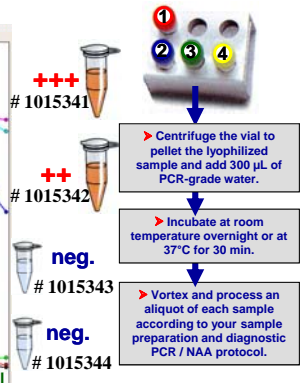 +++
# 1015341
++
# 1015342
neg.
# 1015343
neg.
# 1015344
1
2
3
4
➤ Centrifuge the vial to
pellet the lyophilized
sample and add 300 µL of
PCR-grade water.
➤ Incubate at room
temperature overnight or at
37°C for 30 min.
➤ Vortex and process an
aliquot of each sample
according to your sample
preparation and diagnostic
PCR / NAA protocol.